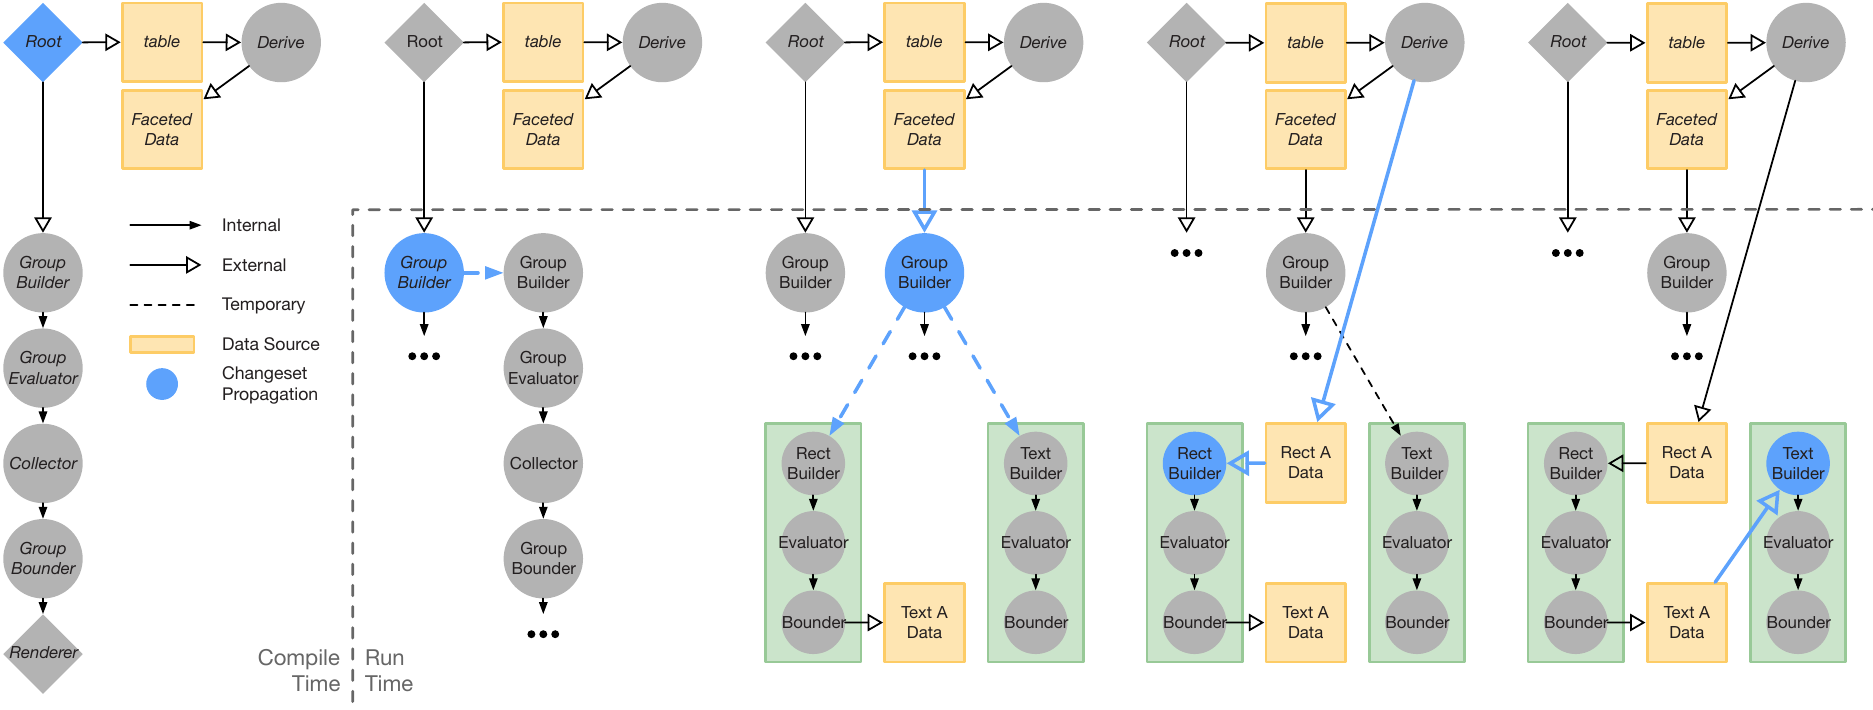 Root
table
Derive
Faceted
Data
Group
Builder
Group
Evaluator
Collector
Group
Bounder
Renderer
Internal
External
Temporary
Data Source
Changeset
Propagation
Compile
Time
Run
Time
Root
table
Derive
Faceted
Data
Group
Builder
Group
Builder
Group
Evaluator
Collector
Group
Bounder
Root
table
Derive
Faceted
Data
Group
Builder
Group
Builder
Rect
Builder
Evaluator
Bounder
Text A
Data
Text
Builder
Evaluator
Bounder
Root
table
Derive
Faceted
Data
Group
Builder
Rect
Builder
Evaluator
Bounder
Rect A
Data
Text A
Data
Text
Builder
Evaluator
Bounder
Root
table
Derive
Faceted
Data
Group
Builder
Rect
Builder
Evaluator
Bounder
Rect A
Data
Text A
Data
Text
Builder
Evaluator
Bounder